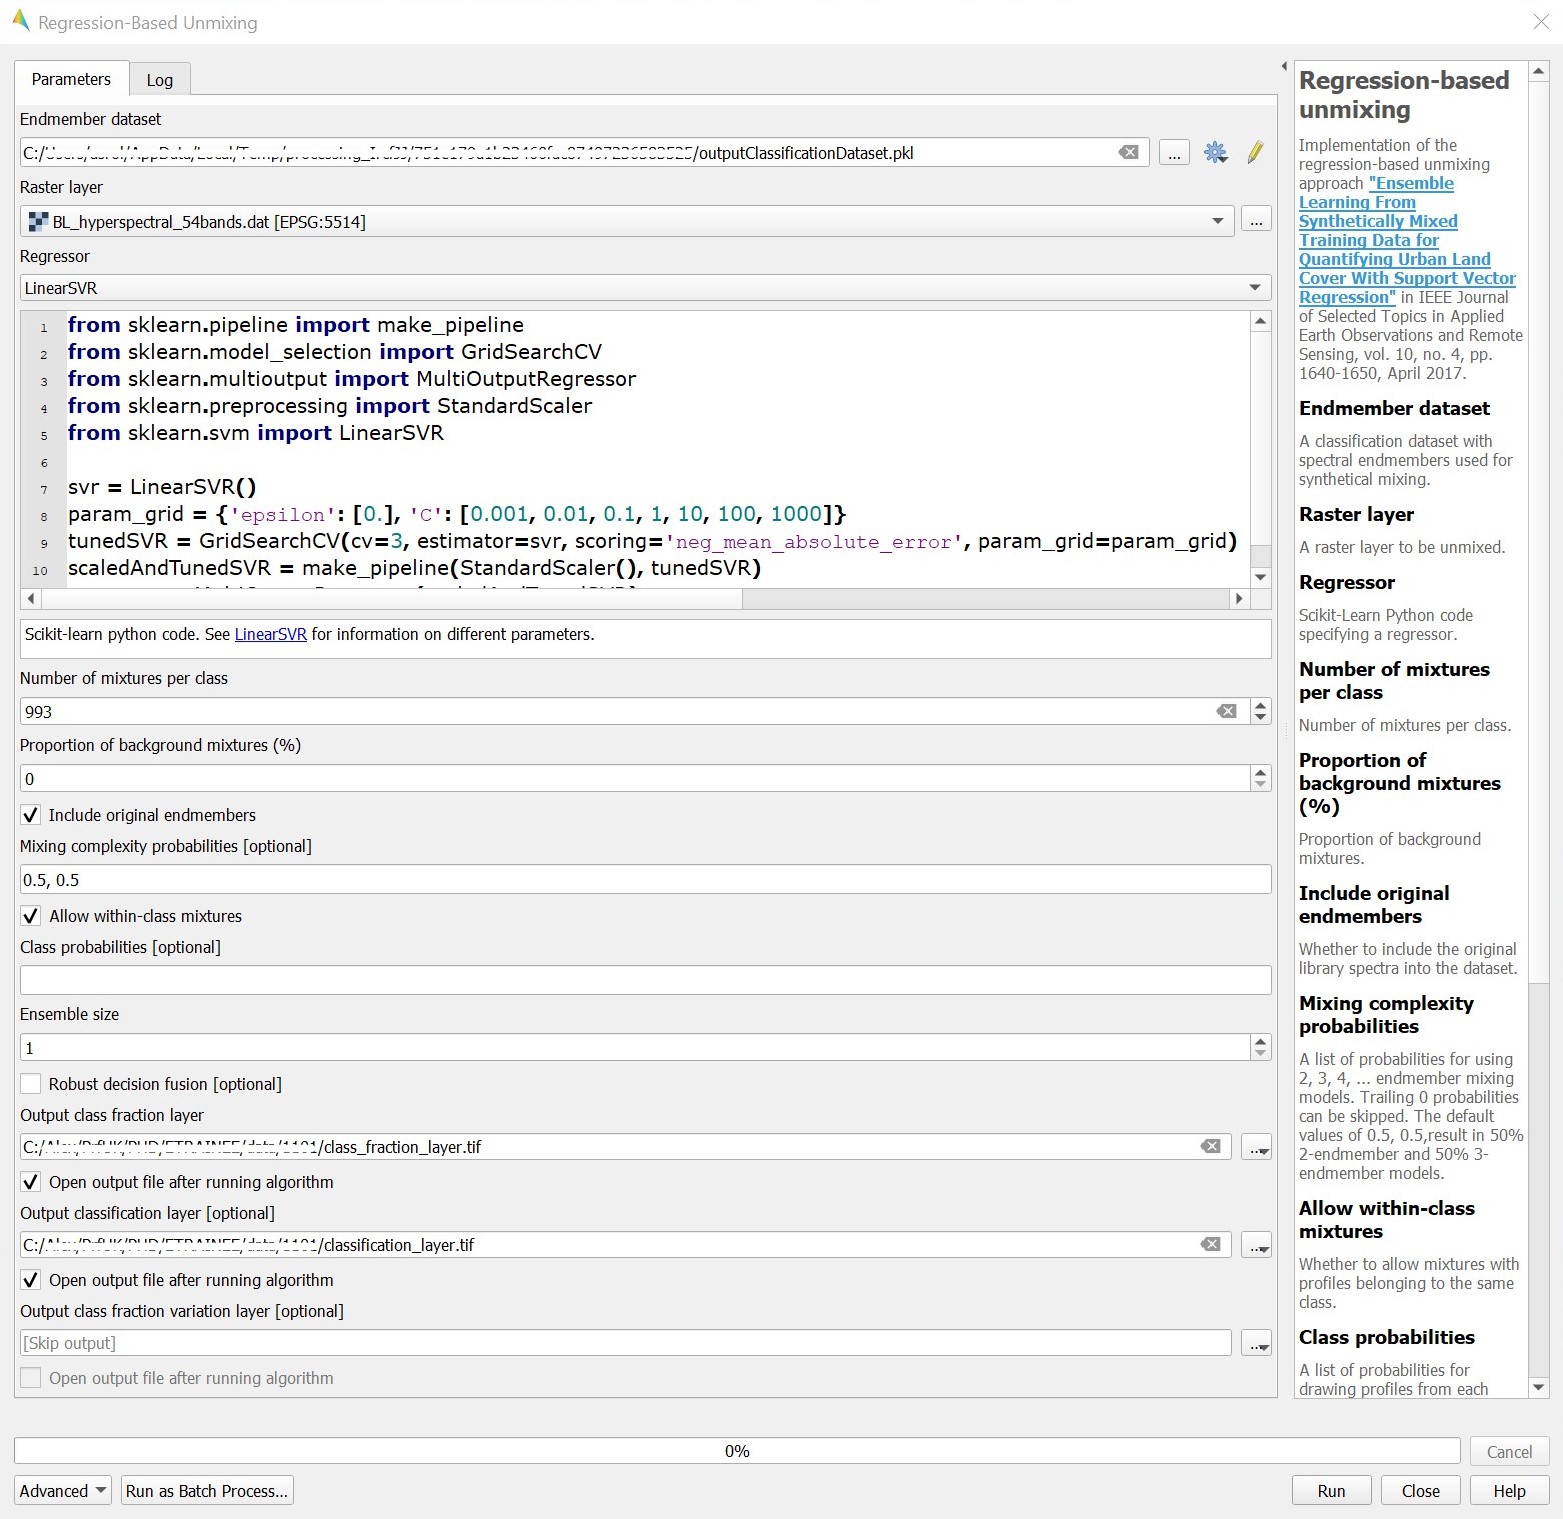 Regression-Based Unmixing
Parameters
Log
Endmember dataset
C:/ /outputClassificationDataset.pkl
...
Raster layer
BL_hyperspectral_54bands.dat [EPSG:5514]
...
Regressor
LinearSVR
1 from sklearn.pipeline import make_pipeline
2 from sklearn.model_selection import GridSearchCV
3 from sklearn.multioutput import MultiOutputRegressor
4 from sklearn.preprocessing import StandardScaler
5 from sklearn.svm import LinearSVR
6
7 svr = LinearSVR()
8 param_grid = {'epsilon': [0.], 'C': [0.001, 0.01, 0.1, 1, 10, 100, 1000]}
9 tunedSVR = GridSearchCV(cv=3, estimator=svr, scoring='neg_mean_absolute_error', param_grid=param_grid)
10 scaledAndTunedSVR = make_pipeline(StandardScaler(), tunedSVR)
Scikit-learn python code. See LinearSVR for information on different parameters.
Number of mixtures per class
993
Proportion of background mixtures (%)
0
Include original endmembers
Mixing complexity probabilities [optional]
0.5, 0.5
Allow within-class mixtures
Class probabilities [optional]
Ensemble size
1
Robust decision fusion [optional]
Output class fraction layer
C:/ /class_fraction_layer.tif
...
Open output file after running algorithm
Output classification layer [optional]
C:/ /classification_layer.tif
...
Open output file after running algorithm
Output class fraction variation layer [optional]
[Skip output]
...
Open output file after running algorithm
Regression-based
unmixing
Implementation of the
regression-based unmixing
approach "Ensemble
Learning From
Synthetically Mixed
Training Data for
Quantifying Urban Land
Cover With Support Vector
Regression" in IEEE Journal
of Selected Topics in Applied
Earth Observations and Remote
Sensing, vol. 10, no. 4, pp.
1640-1650, April 2017.
Endmember dataset
A classification dataset with
spectral endmembers used for
synthetical mixing.
Raster layer
A raster layer to be unmixed.
Regressor
Scikit-Learn Python code
specifying a regressor.
Number of mixtures
per class
Number of mixtures per class.
Proportion of
background mixtures
(%)
Proportion of background
mixtures.
Include original
endmembers
Whether to include the original
library spectra into the dataset.
Mixing complexity
probabilities
A list of probabilities for using
2, 3, 4, ... endmember mixing
models. Trailing 0 probabilities
can be skipped. The default
values of 0.5, 0.5,result in 50%
2-endmember and 50% 3-
endmember models.
Allow within-class
mixtures
Whether to allow mixtures with
profiles belonging to the same
class.
Class probabilities
A list of probabilities for
drawing profiles from each
0%
Cancel
Advanced
Run as Batch Process...
Run
Close
Help